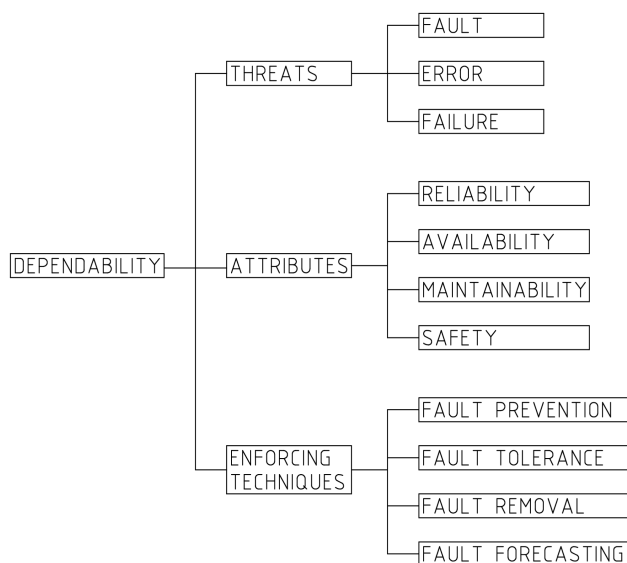 DEPENDABILITY
THREATS
FAULT
ERROR
FAILURE
ATTRIBUTES
RELIABILITY
AVAILABILITY
MAINTAINABILITY
SAFETY
ENFORCING
TECHNIQUES
FAULT PREVENTION
FAULT TOLERANCE
FAULT REMOVAL
FAULT FORECASTING